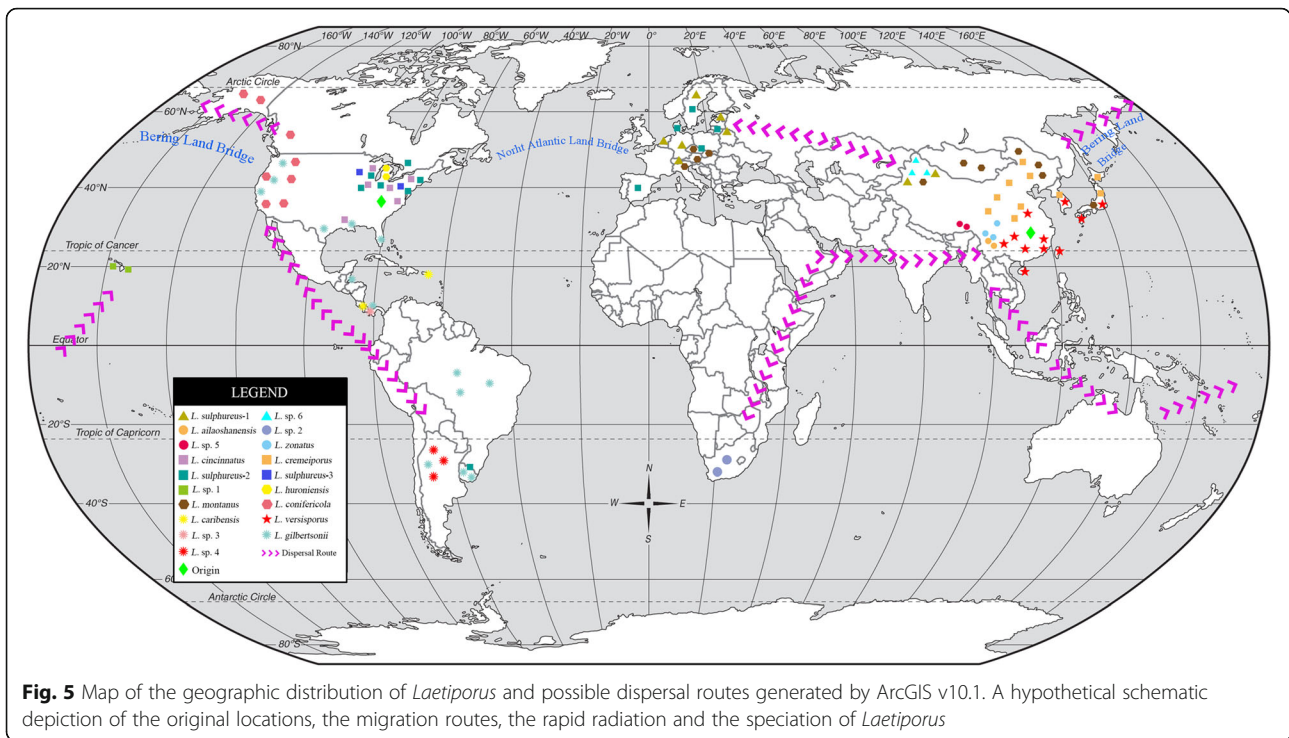 160°W 140°W 120°W 100°W 80°W 60°W 40°W 20°W 0° 20°E 40°E 60°E 80°E 100°E 120°E 140°E 160°E
80°N
Arctic Circle
60°N
Bering Land Bridge
Norht Atlantic Land Bridge
Bering Land Bridge
40°N
Tropic of Cancer
20°N
Equator
LEGEND
L. sulphureus-1 L. sp. 6
L. ailaoshanensis L. sp. 2
L. sp. 5 L. zonatus
L. cincinnatus L. cremeiporus
L. sulphureus-2 L. sulphureus-3
L. sp. 1 L. huroniensis
L. montanus L. conifericola
L. caribensis L. versisporus
L. sp. 3 L. gilbertsonii
L. sp. 4 Dispersal Route
Origin
20°S
Tropic of Capricorn
N
W E
S
40°S
60
Antarctic Circle
80°S
Fig. 5 Map of the geographic distribution of Laetiporus and possible dispersal routes generated by ArcGIS v10.1. A hypothetical schematic
depiction of the original locations, the migration routes, the rapid radiation and the speciation of Laetiporus